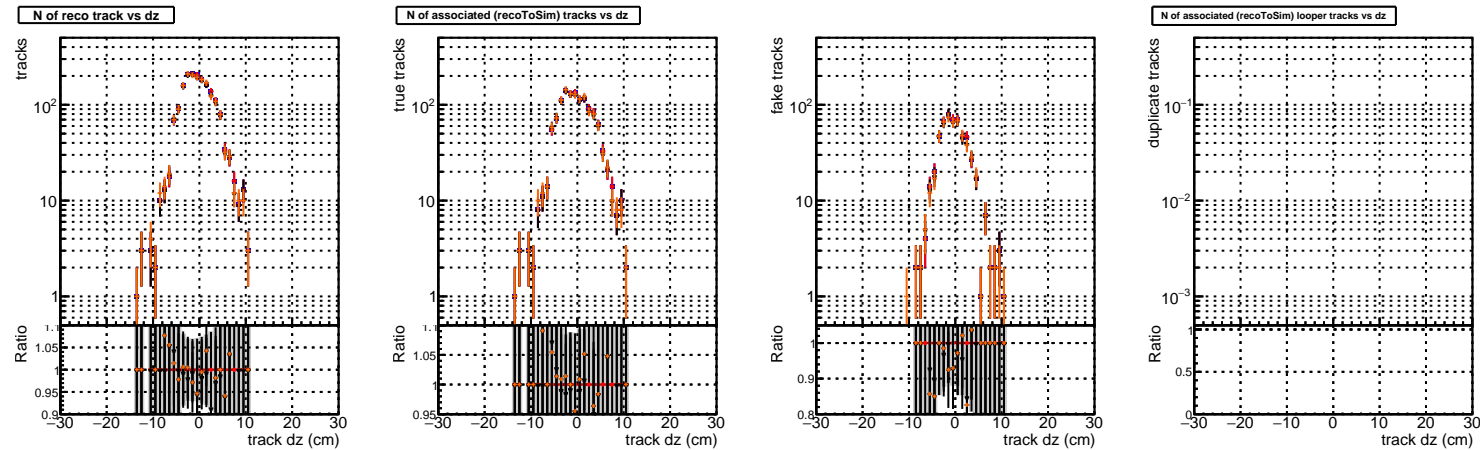 N of reco track vs dz
tracks
10²
10
1
Ratio
1.1
1.05
1
0.95
0.9
−30 −20 −10 0 10 20 30
track dz (cm)
N of associated (recoToSim) tracks vs dz
true tracks
10²
10
1
Ratio
1.1
1.05
1
0.95
−30 −20 −10 0 10 20 30
track dz (cm)
fake tracks
10²
10
1
Ratio
1
0.9
0.8
−30 −20 −10 0 10 20 30
track dz (cm)
N of associated (recoToSim) looper tracks vs dz
duplicate tracks
10⁻¹
10⁻²
10⁻³
Ratio
1
0.5
0
−30 −20 −10 0 10 20 30
track dz (cm)